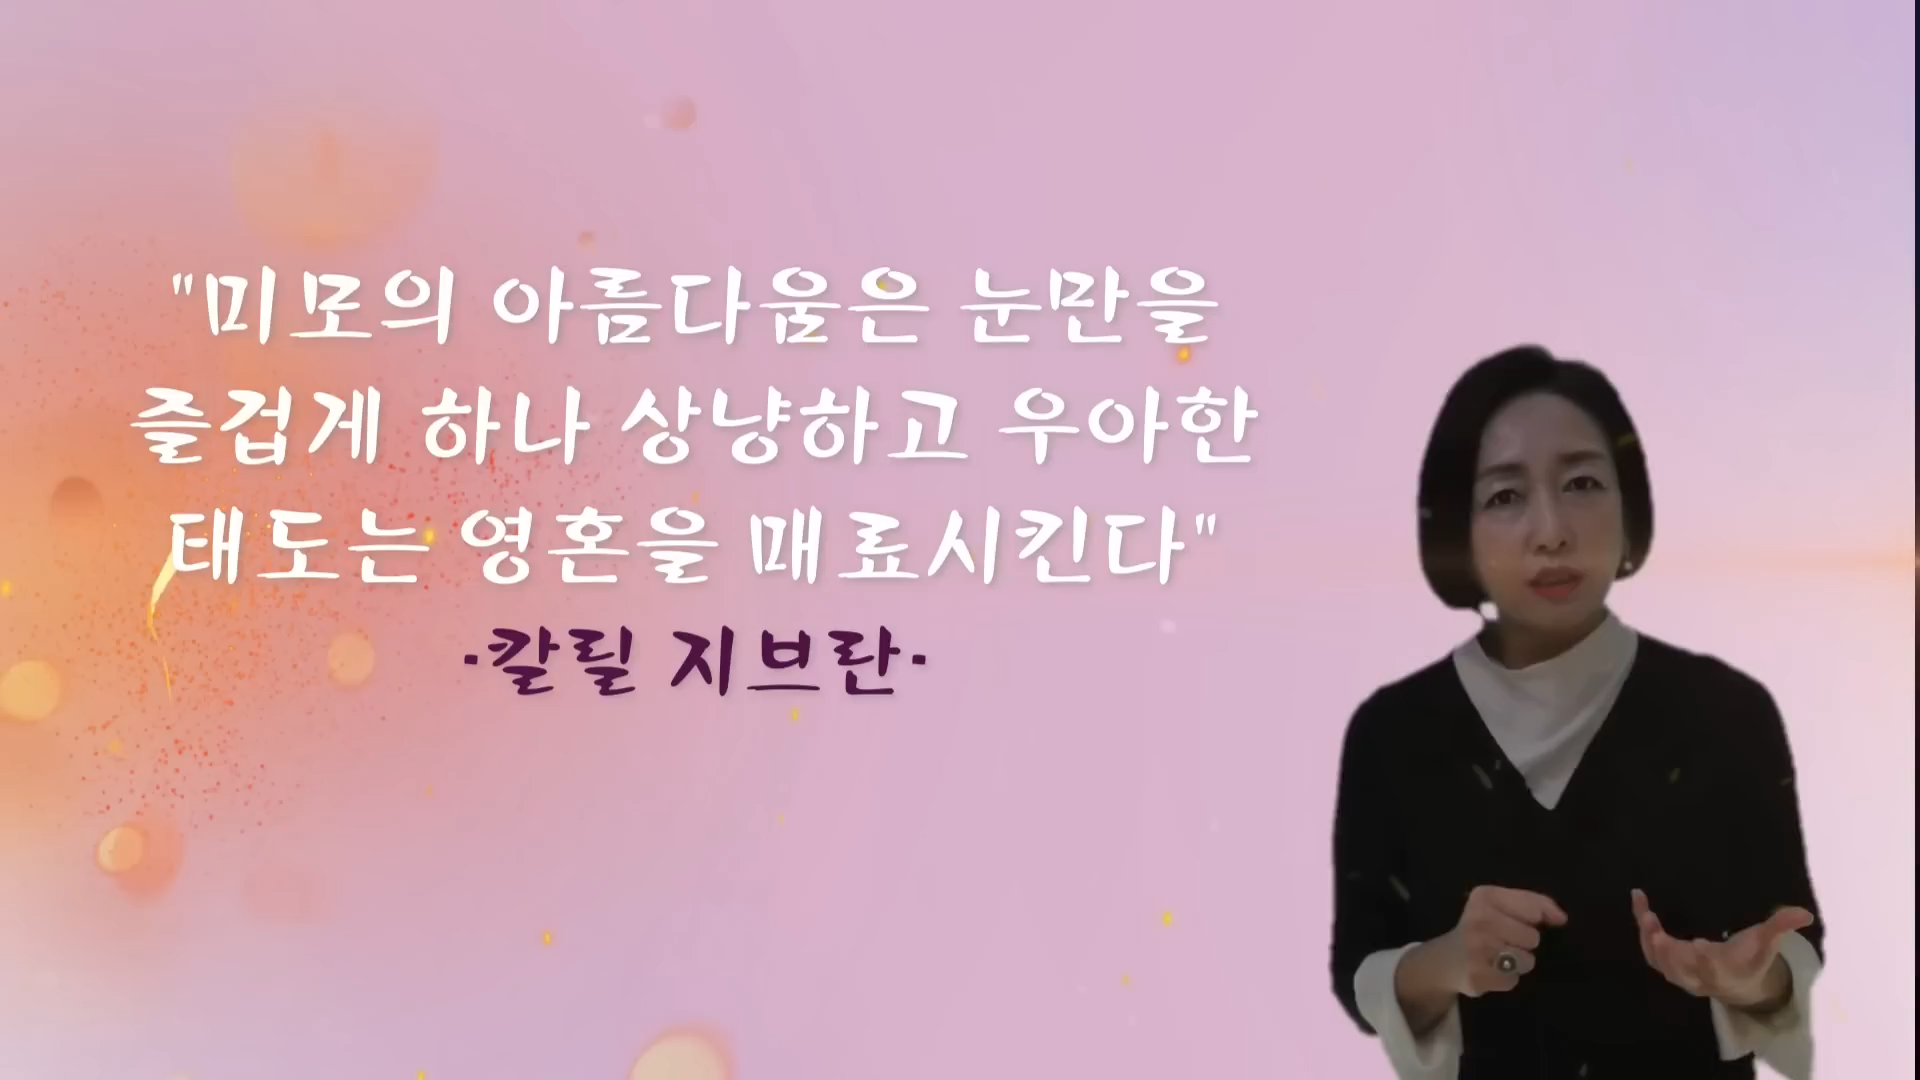 "미모의 아름다움은 눈만을
즐겁게 하나 상냥하고 우아한
태도는 영혼을 매료시킨다"
·칼릴 지브란·